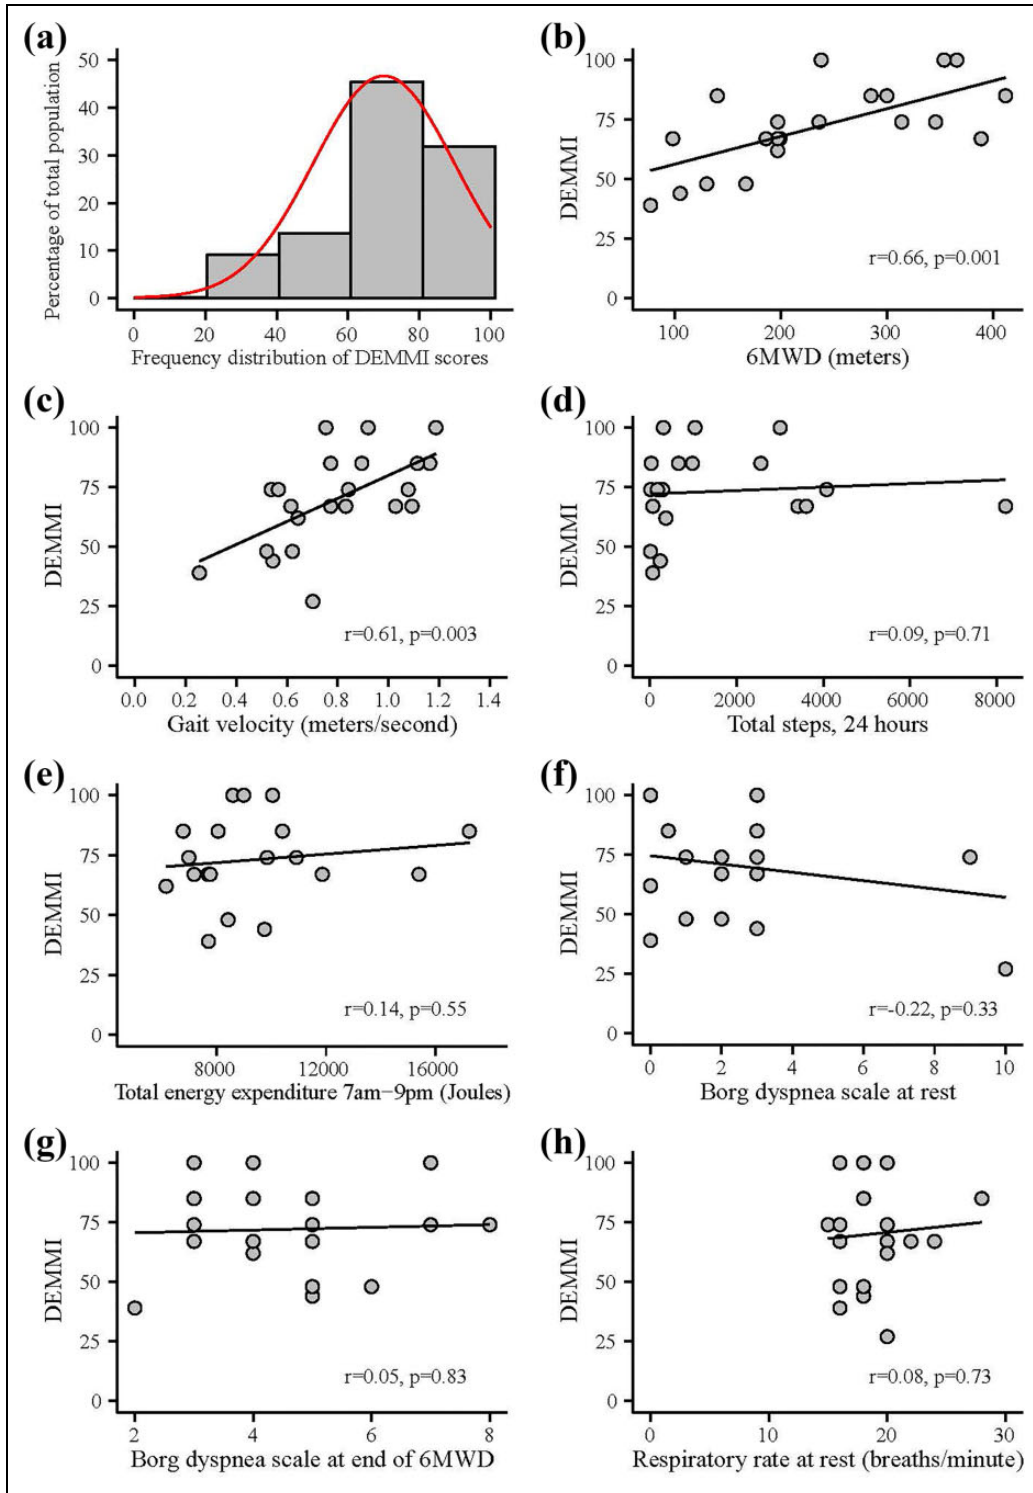 (a)
Percentage of total population
50
40
30
20
10
0
0 20 40 60 80 100
Frequency distribution of DEMMI scores
(b)
DEMMI
100
75
50
25
0
r=0.66, p=0.001
100 200 300 400
6MWD (meters)
(c)
DEMMI
100
75
50
25
0
r=0.61, p=0.003
0.0 0.2 0.4 0.6 0.8 1.0 1.2 1.4
Gait velocity (meters/second)
(d)
DEMMI
100
75
50
25
0
r=0.09, p=0.71
0 2000 4000 6000 8000
Total steps, 24 hours
(e)
DEMMI
100
75
50
25
0
r=0.14, p=0.55
8000 12000 16000
Total energy expenditure 7am−9pm (Joules)
(f)
DEMMI
100
75
50
25
0
r=-0.22, p=0.33
0 2 4 6 8 10
Borg dyspnea scale at rest
(g)
DEMMI
100
75
50
25
0
r=0.05, p=0.83
2 4 6 8
Borg dyspnea scale at end of 6MWD
(h)
DEMMI
100
75
50
25
0
r=0.08, p=0.73
0 10 20 30
Respiratory rate at rest (breaths/minute)